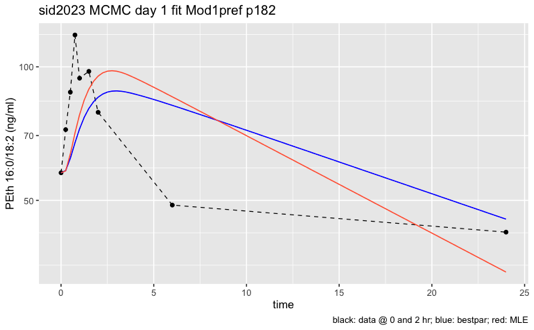 sid2023 MCMC day 1 fit Mod1pref p182
PEth 16:0/18:2 (ng/ml)
100
70
50
0
5
10
15
20
25
time
black: data @ 0 and 2 hr; blue: bestpar; red: MLE